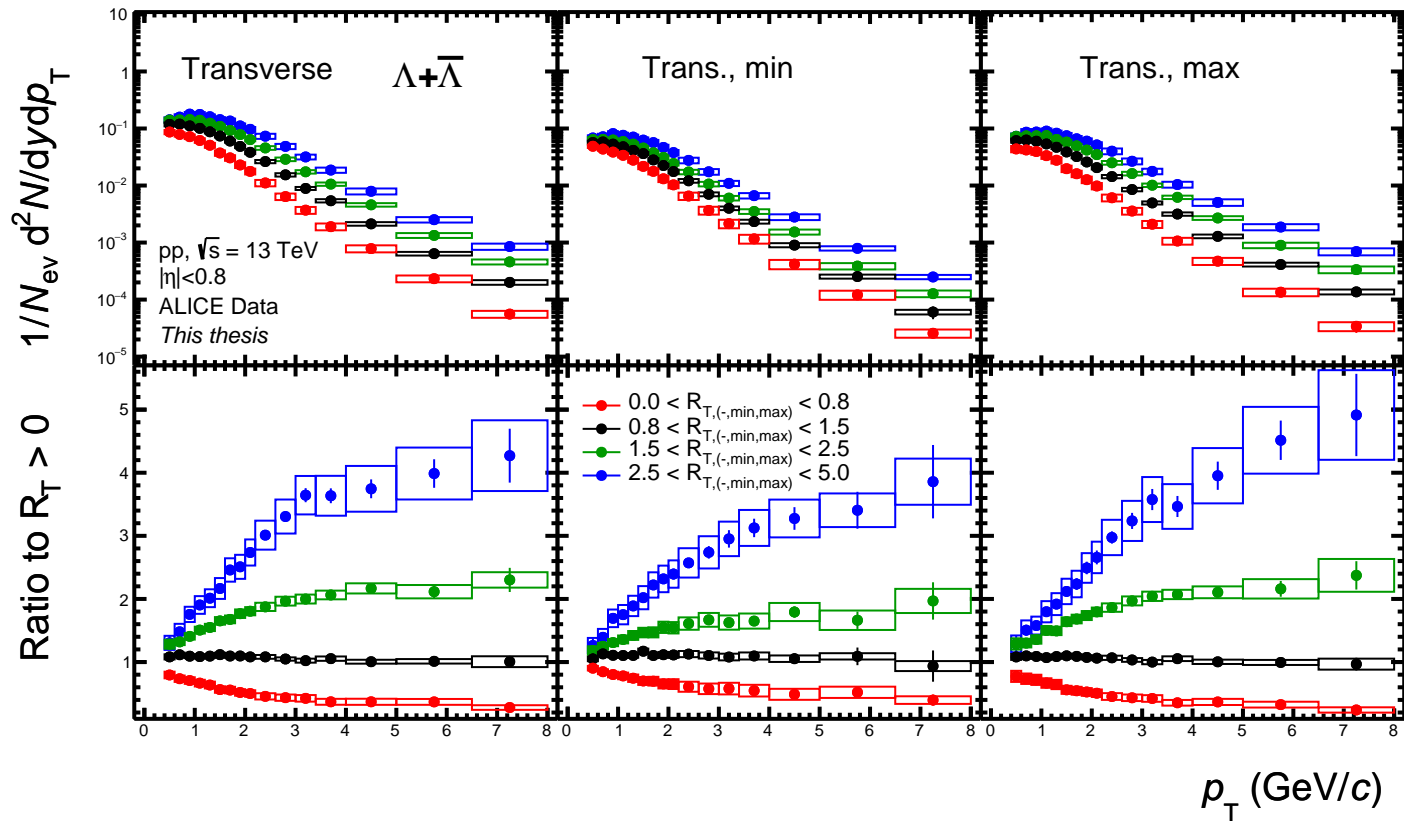 1/N_ev d²N/dydp_T
10
1
10⁻¹
10⁻²
10⁻³
10⁻⁴
10⁻⁵
Transverse Λ+Λ̅
pp, √s = 13 TeV
|η|<0.8
ALICE Data
This thesis
Trans., min
Trans., max
Ratio to R_T > 0
5
4
3
2
1
0.0 < R_T,(-,min,max) < 0.8
0.8 < R_T,(-,min,max) < 1.5
1.5 < R_T,(-,min,max) < 2.5
2.5 < R_T,(-,min,max) < 5.0
0 1 2 3 4 5 6 7 8 0 1 2 3 4 5 6 7 8 0 1 2 3 4 5 6 7 8
p_T (GeV/c)